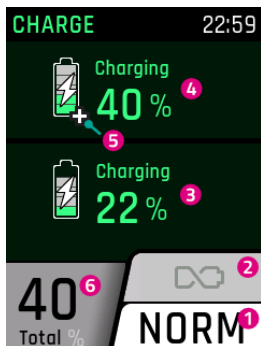 CHARGE 22:59
Charging
40 % 4
5
Charging
22 % 3
2
40 6
Total %
NORM 1